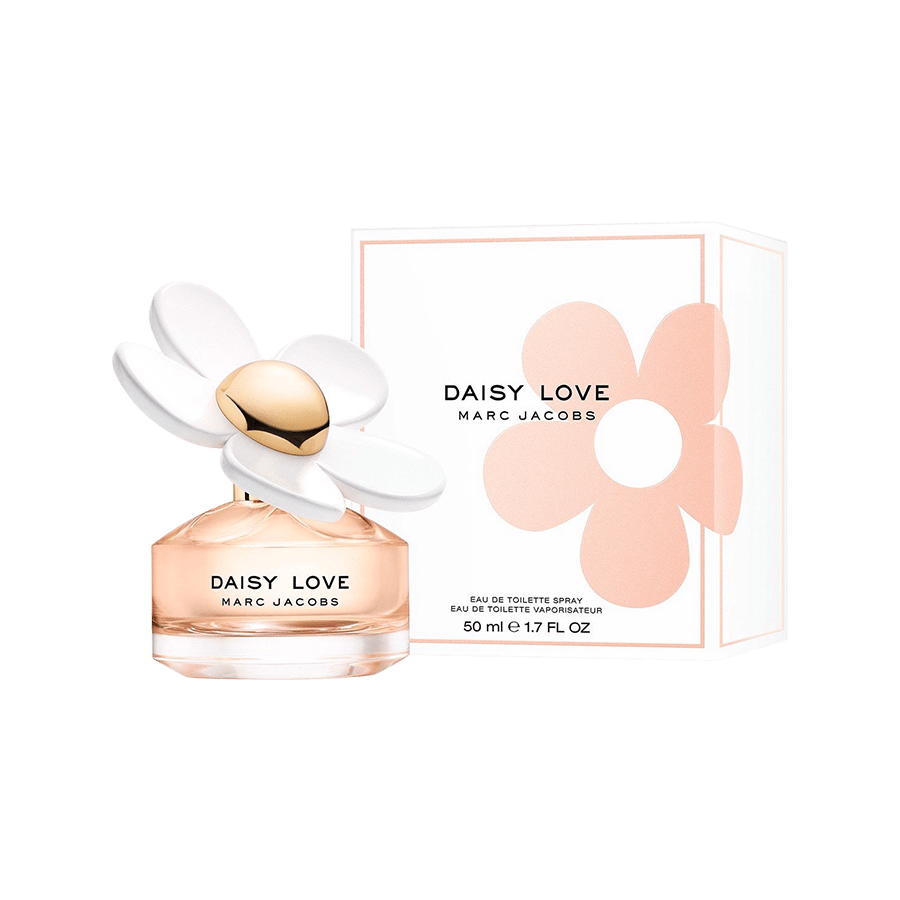 DAISY LOVE
MARC JACOBS
DAISY LOVE
MARC JACOBS
EAU DE TOILETTE SPRAY
EAU DE TOILETTE VAPORISATEUR
50 ml ℮ 1.7 FL OZ